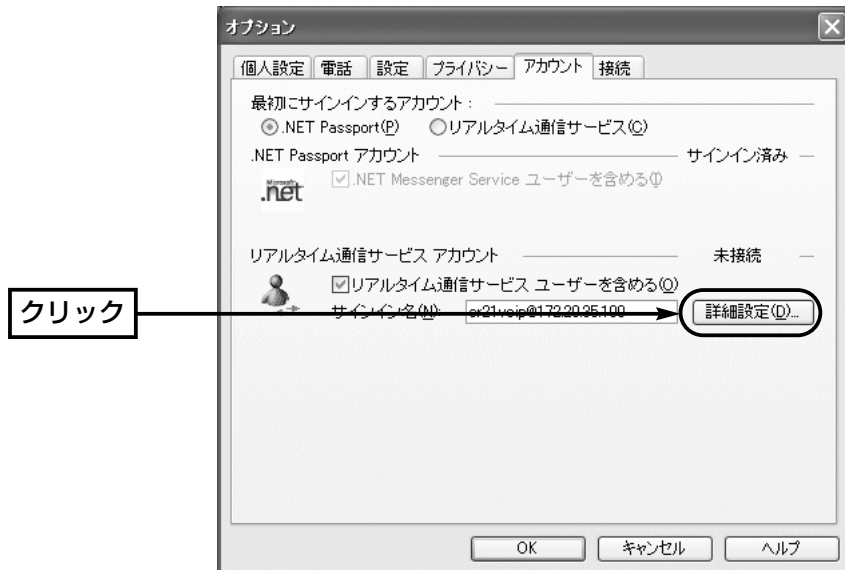 オプション
個人設定 電話 設定 プライバシー アカウント 接続
最初にサインインするアカウント:
.NET Passport(P) リアルタイム通信サービス(C)
.NET Passport アカウント サインイン済み
Microsoft .net
.NET Messenger Service ユーザーを含める(I)
リアルタイム通信サービス アカウント 未接続
リアルタイム通信サービス ユーザーを含める(O)
クリック
サインイン名(N): sr21voip@172.20.35.100 詳細設定(D)...
OK キャンセル ヘルプ